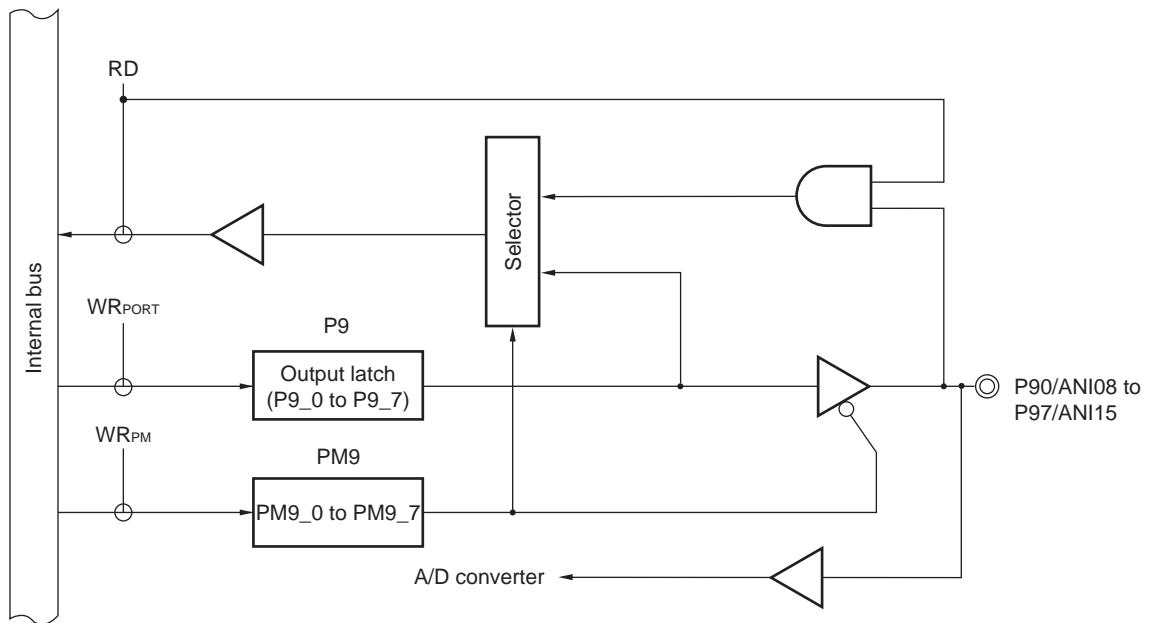 RD
Selector
Internal bus
WRPORT
P9
Output latch
(P9_0 to P9_7)
P90/ANI08 to
P97/ANI15
WRPM
PM9
PM9_0 to PM9_7
A/D converter